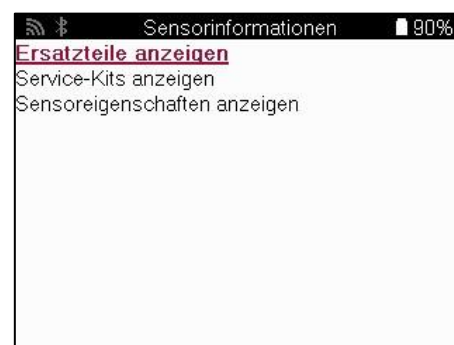 Sensorinformationen 90%
Ersatzteile anzeigen
Service-Kits anzeigen
Sensoreigenschaften anzeigen